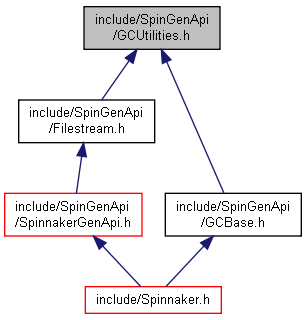 include/SpinGenApi
/GCUtilities.h
include/SpinGenApi
/Filestream.h
include/SpinGenApi
/SpinnakerGenApi.h
include/SpinGenApi
/GCBase.h
include/Spinnaker.h